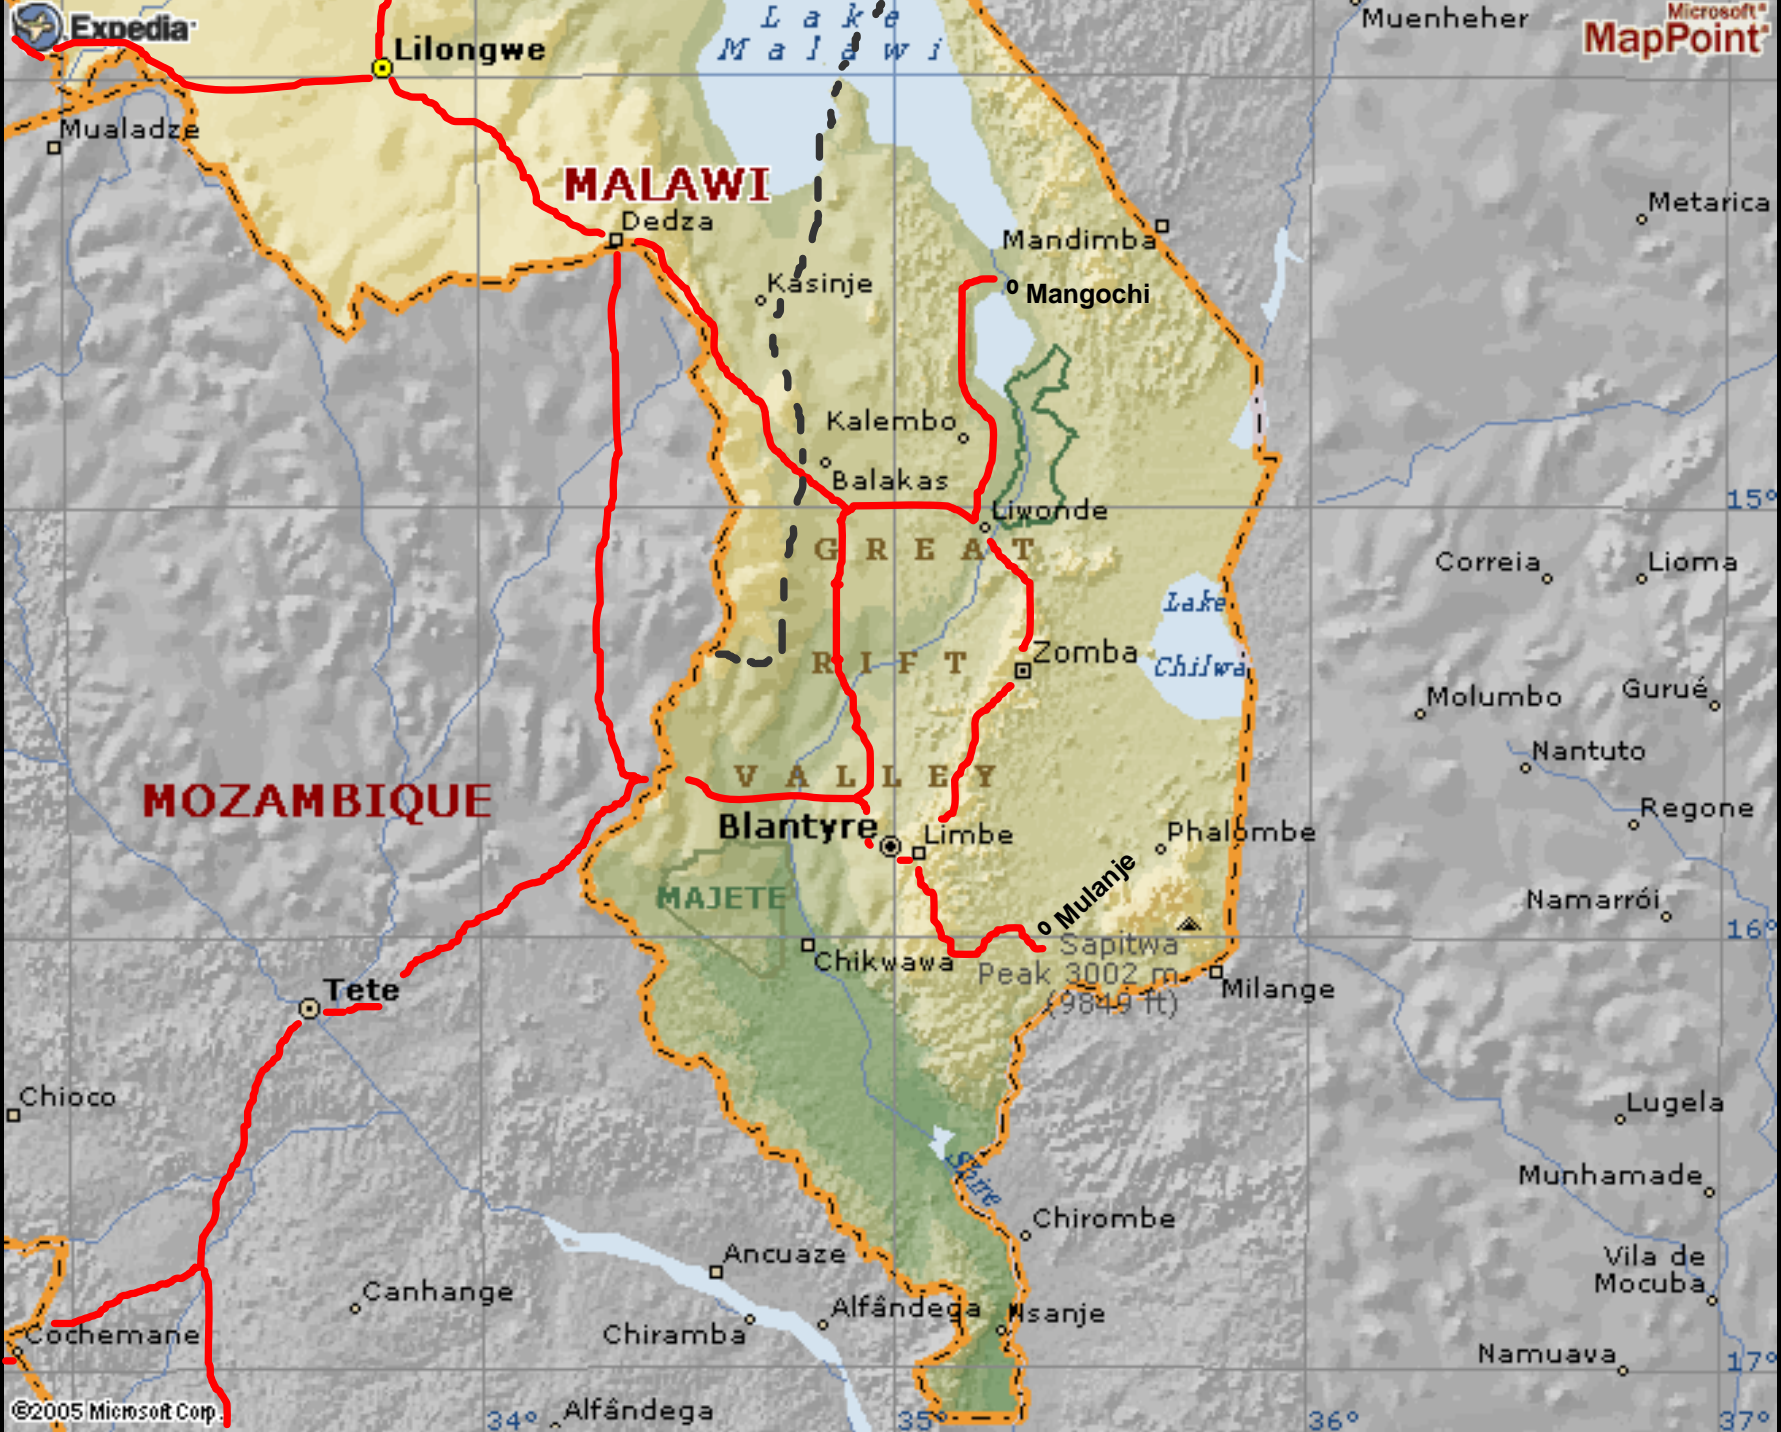 Expedia
Lake
Malawi
Muenheher
Microsoft
MapPoint
Lilongwe
Mualadze
MALAWI
Dedza
Metarica
Mandimba
Kasinje
Mangochi
Kalembo
Balakas
15°
Liwonde
GREAT
Correia
Lioma
Lake
Chilwa
Zomba
RIFT
Molumbo
Gurué
Nantuto
VALLEY
MOZAMBIQUE
Regone
Blantyre
Limbe
Phalombe
Mulanje
MAJETE
Namarrói
16°
Sapitwa
Peak 3002 m
(9849 ft)
Chikwawa
Tete
Milange
Chioco
Lugela
Shire
Munhamade
Chirombe
Ancuaze
Vila de
Mocuba
Canhange
Alfândega
Nsanje
Cochemane
Chiramba
Namuava
17°
©2005 Microsoft Corp.
34°
Alfândega
35°
36°
37°